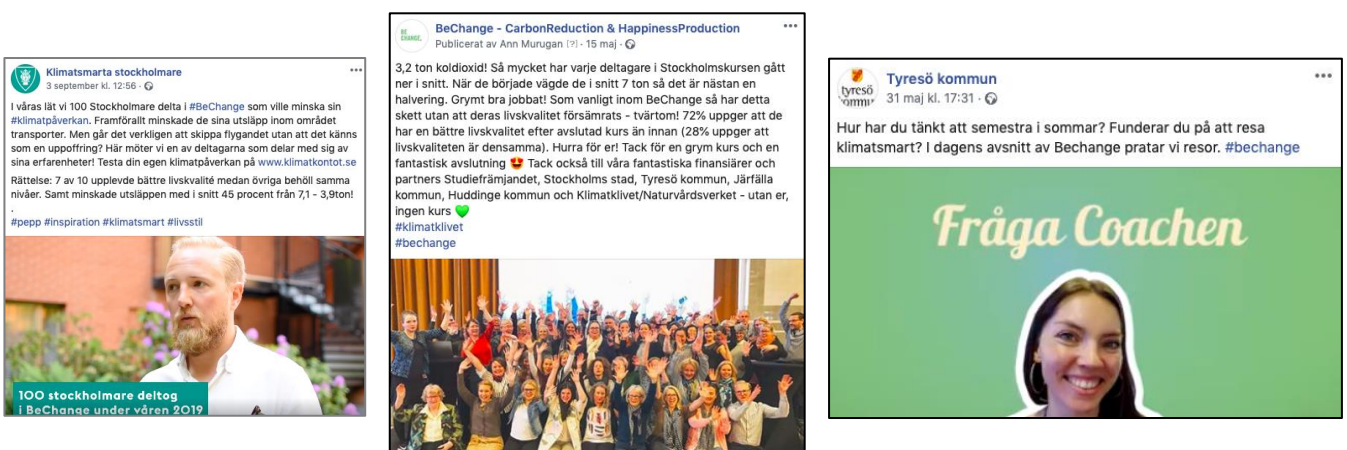 Klimatsmarta stockholmare
3 september kl. 12:56 ·
I våras lät vi 100 Stockholmare delta i #BeChange som ville minska sin
#klimatpåverkan. Framförallt minskade de sina utsläpp inom området
transporter. Men går det verkligen att skippa flygandet utan att det känns
som en uppoffring? Här möter vi en av deltagarna som delar med sig av
sina erfarenheter! Testa din egen klimatpåverkan på www.klimatkontot.se
Rättelse: 7 av 10 upplevde bättre livskvalité medan övriga behöll samma
nivåer. Samt minskade utsläppen med i snitt 45 procent från 7,1 - 3,9ton!
.
#pepp #inspiration #klimatsmart #livsstil
100 stockholmare deltog
i BeChange under våren 2019
BE
CHANGE.
BeChange - CarbonReduction & HappinessProduction
Publicerat av Ann Murugan [?] · 15 maj ·
3,2 ton koldioxid! Så mycket har varje deltagare i Stockholmskursen gått
ner i snitt. När de började vägde de i snitt 7 ton så det är nästan en
halvering. Grymt bra jobbat! Som vanligt inom BeChange så har detta
skett utan att deras livskvalitet försämrats - tvärtom! 72% uppger att de
har en bättre livskvalitet efter avslutad kurs än innan (28% uppger att
livskvaliteten är densamma). Hurra för er! Tack för en grym kurs och en
fantastisk avslutning 🤩 Tack också till våra fantastiska finansiärer och
partners Studiefrämjandet, Stockholms stad, Tyresö kommun, Järfälla
kommun, Huddinge kommun och Klimatklivet/Naturvårdsverket - utan er,
ingen kurs 💚
#klimatklivet
#bechange
tyresö
kommun
Tyresö kommun
31 maj kl. 17:31 ·
Hur har du tänkt att semestra i sommar? Funderar du på att resa
klimatsmart? I dagens avsnitt av Bechange pratar vi resor. #bechange
Fråga Coachen